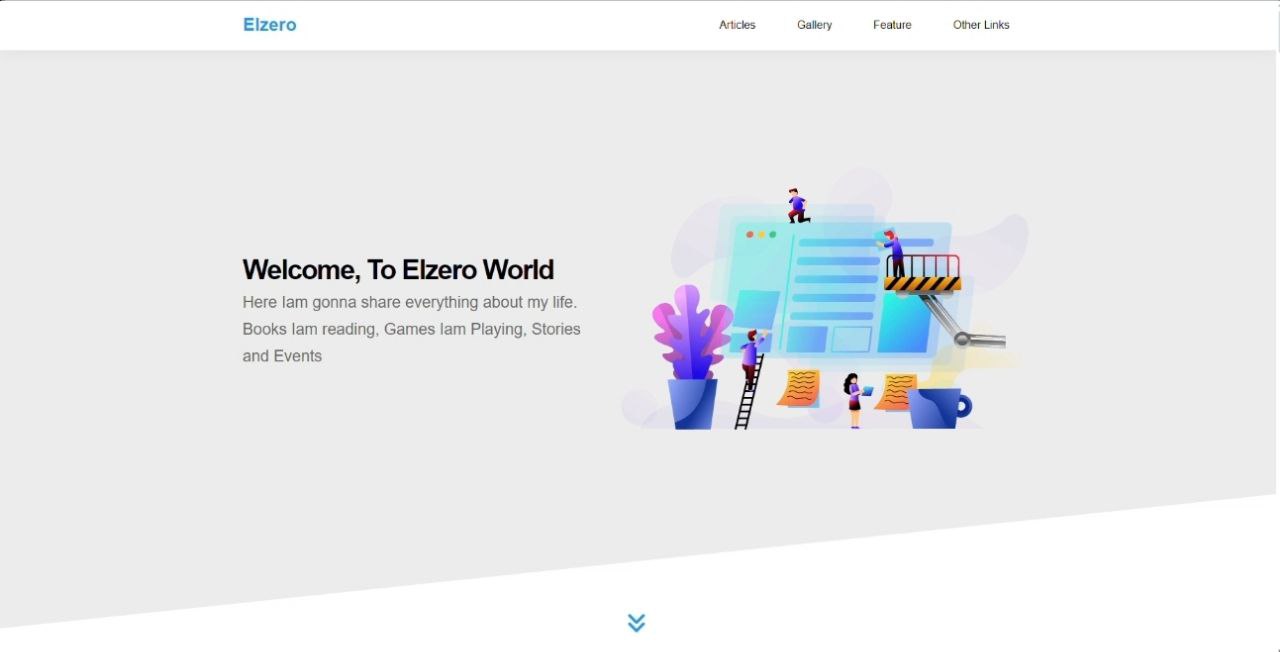 Elzero
Articles
Gallery
Feature
Other Links
Welcome, To Elzero World
Here Iam gonna share everything about my life.
Books Iam reading, Games Iam Playing, Stories
and Events